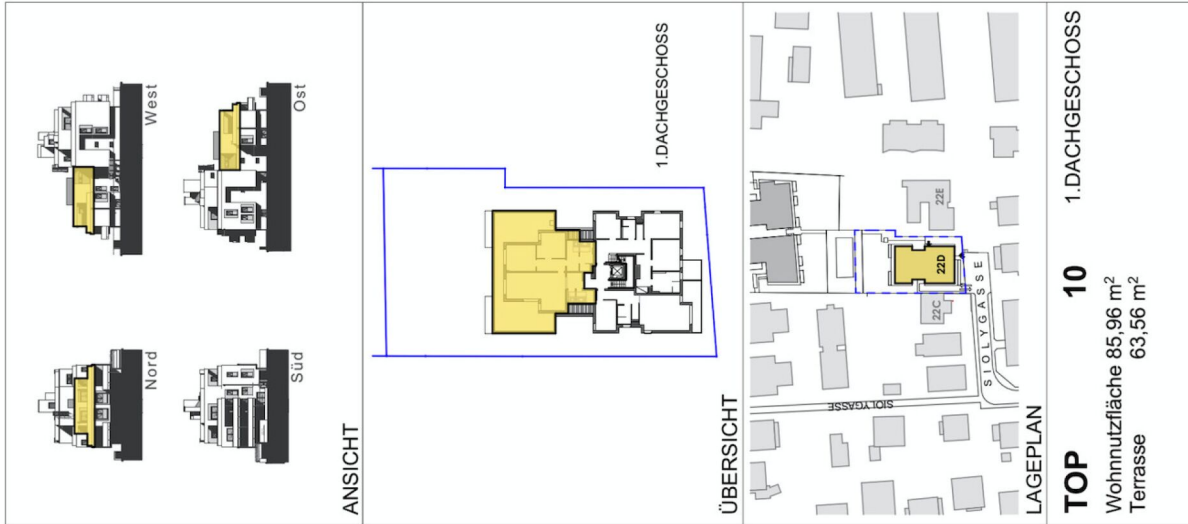 Nord
West
Süd
Ost
ANSICHT
1.DACHGESCHOSS
ÜBERSICHT
22E
22D
22C
SIOLYGASSE
SIOLYGASSE
LAGEPLAN
TOP 10 1.DACHGESCHOSS
Wohnnutzfläche 85,96 m²
Terrasse 63,56 m²